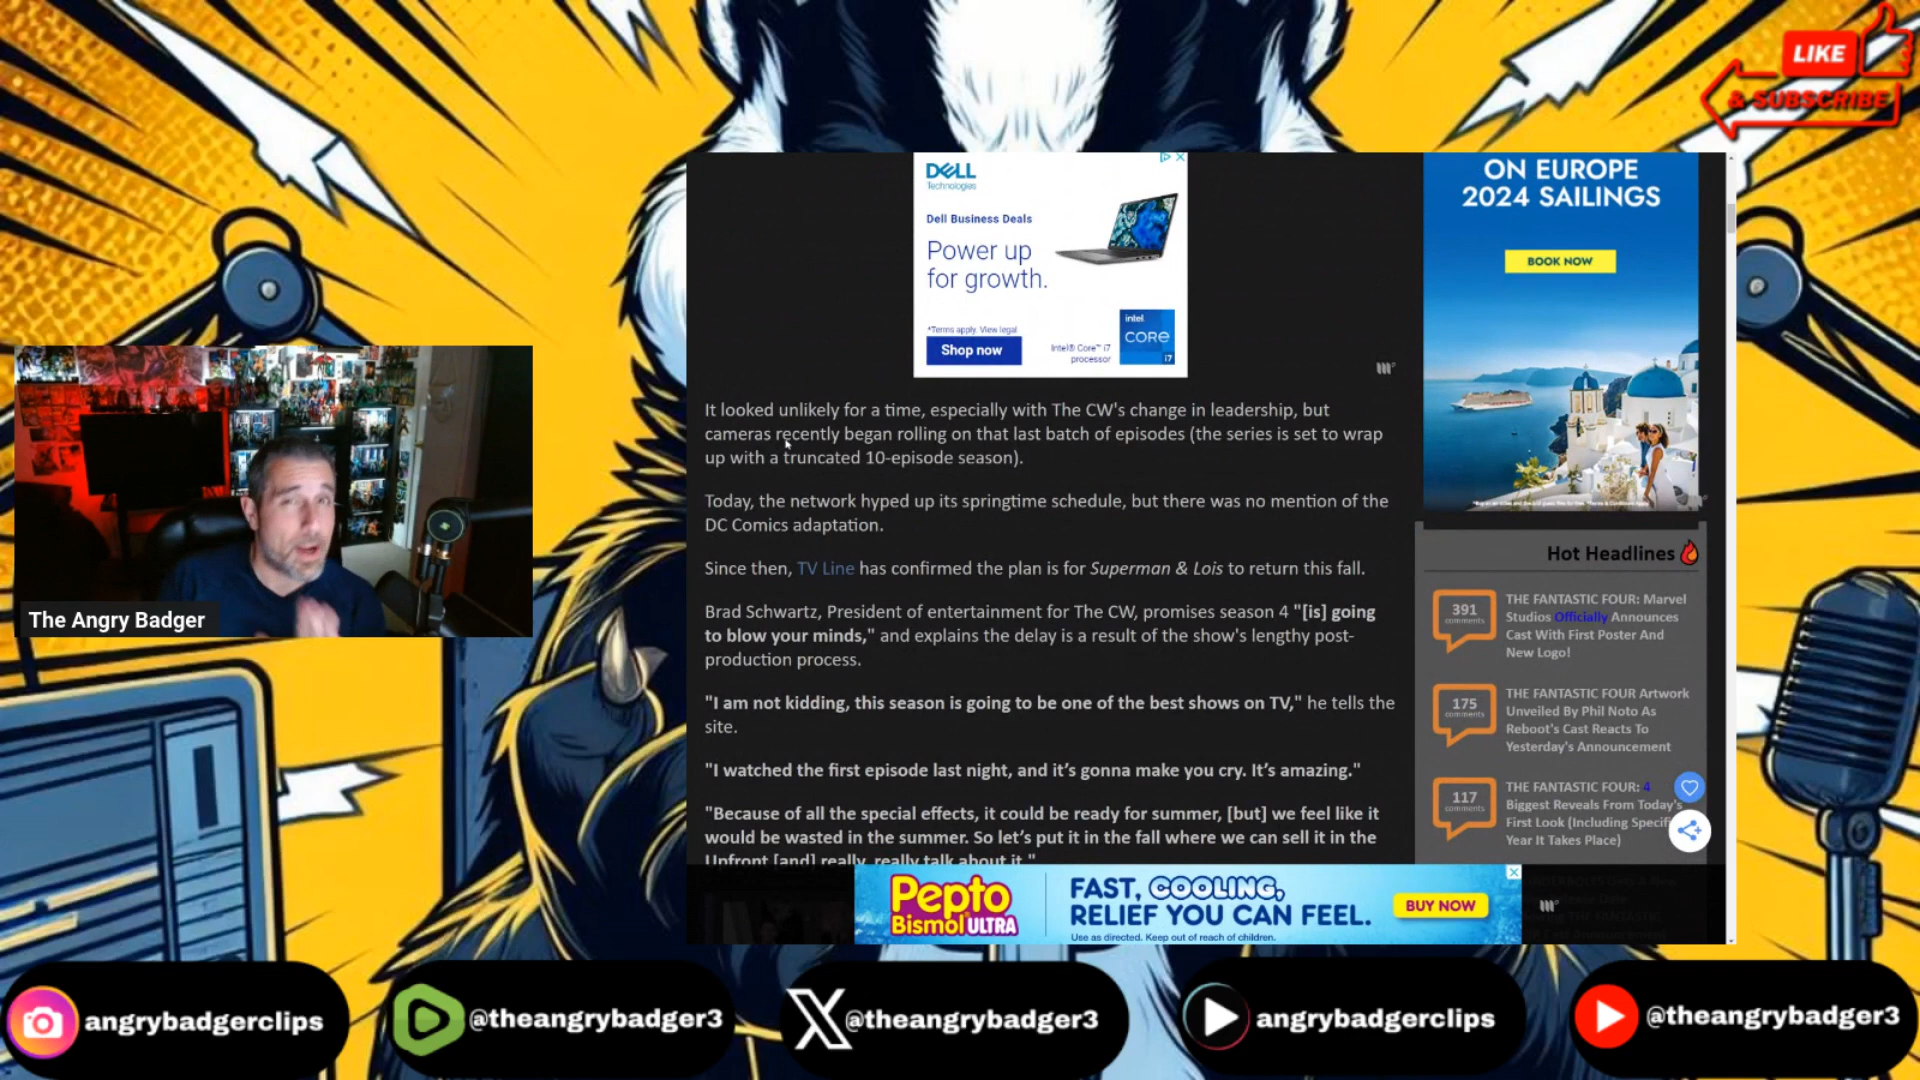 LIKE
& SUBSCRIBE
DELL
Technologies
Dell Business Deals
Power up
for growth.
*Terms apply. View legal
Shop now
Intel® Core™ i7
processor
intel.
CORE
i7
ON EUROPE
2024 SAILINGS
BOOK NOW
It looked unlikely for a time, especially with The CW's change in leadership, but
cameras recently began rolling on that last batch of episodes (the series is set to wrap
up with a truncated 10-episode season).
Today, the network hyped up its springtime schedule, but there was no mention of the
DC Comics adaptation.
Since then, TV Line has confirmed the plan is for Superman & Lois to return this fall.
Brad Schwartz, President of entertainment for The CW, promises season 4 "[is] going
to blow your minds," and explains the delay is a result of the show's lengthy post-
production process.
"I am not kidding, this season is going to be one of the best shows on TV," he tells the
site.
"I watched the first episode last night, and it's gonna make you cry. It's amazing."
"Because of all the special effects, it could be ready for summer, [but] we feel like it
would be wasted in the summer. So let's put it in the fall where we can sell it in the
Upfront [and] really, really talk about it."
Hot Headlines
391
comments
THE FANTASTIC FOUR: Marvel
Studios Officially Announces
Cast With First Poster And
New Logo!
175
comments
THE FANTASTIC FOUR Artwork
Unveiled By Phil Noto As
Reboot's Cast Reacts To
Yesterday's Announcement
117
comments
THE FANTASTIC FOUR: 4
Biggest Reveals From Today's
First Look (Including Specific
Year It Takes Place)
The Angry Badger
Pepto
Bismol ULTRA
FAST, COOLING,
RELIEF YOU CAN FEEL.
Use as directed. Keep out of reach of children.
BUY NOW
angrybadgerclips
@theangrybadger3
@theangrybadger3
angrybadgerclips
@theangrybadger3